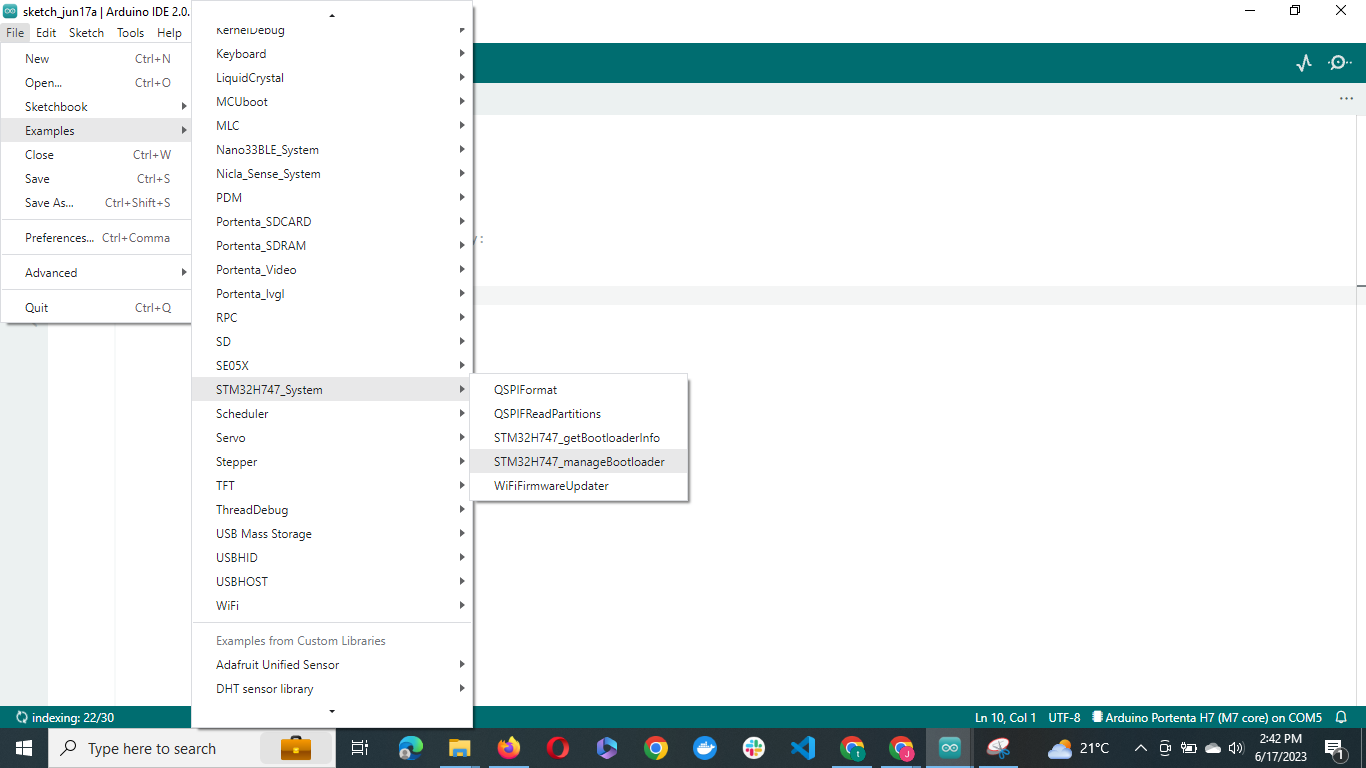 sketch_jun17a | Arduino IDE 2.0.
File Edit Sketch Tools Help
New Ctrl+N
Open... Ctrl+O
Sketchbook
Examples
Close Ctrl+W
Save Ctrl+S
Save As... Ctrl+Shift+S
Preferences... Ctrl+Comma
Advanced
Quit Ctrl+Q
KernelDebug
Keyboard
LiquidCrystal
MCUboot
MLC
Nano33BLE_System
Nicla_Sense_System
PDM
Portenta_SDCARD
Portenta_SDRAM
Portenta_Video
Portenta_lvgl
RPC
SD
SE05X
STM32H747_System
Scheduler
Servo
Stepper
TFT
ThreadDebug
USB Mass Storage
USBHID
USBHOST
WiFi
Examples from Custom Libraries
Adafruit Unified Sensor
DHT sensor library
QSPIFormat
QSPIFReadPartitions
STM32H747_getBootloaderInfo
STM32H747_manageBootloader
WiFiFirmwareUpdater
y:
indexing: 22/30
Ln 10, Col 1 UTF-8 Arduino Portenta H7 (M7 core) on COM5
Type here to search
21°C
2:42 PM
6/17/2023
1